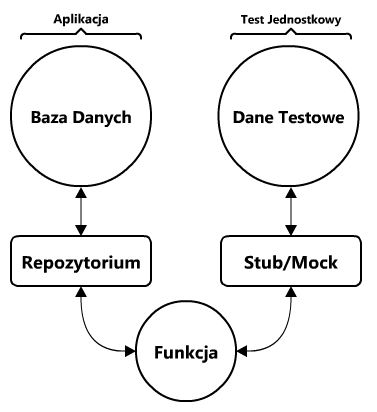 Aplikacja
Test Jednostkowy
Baza Danych
Dane Testowe
Repozytorium
Stub/Mock
Funkcja